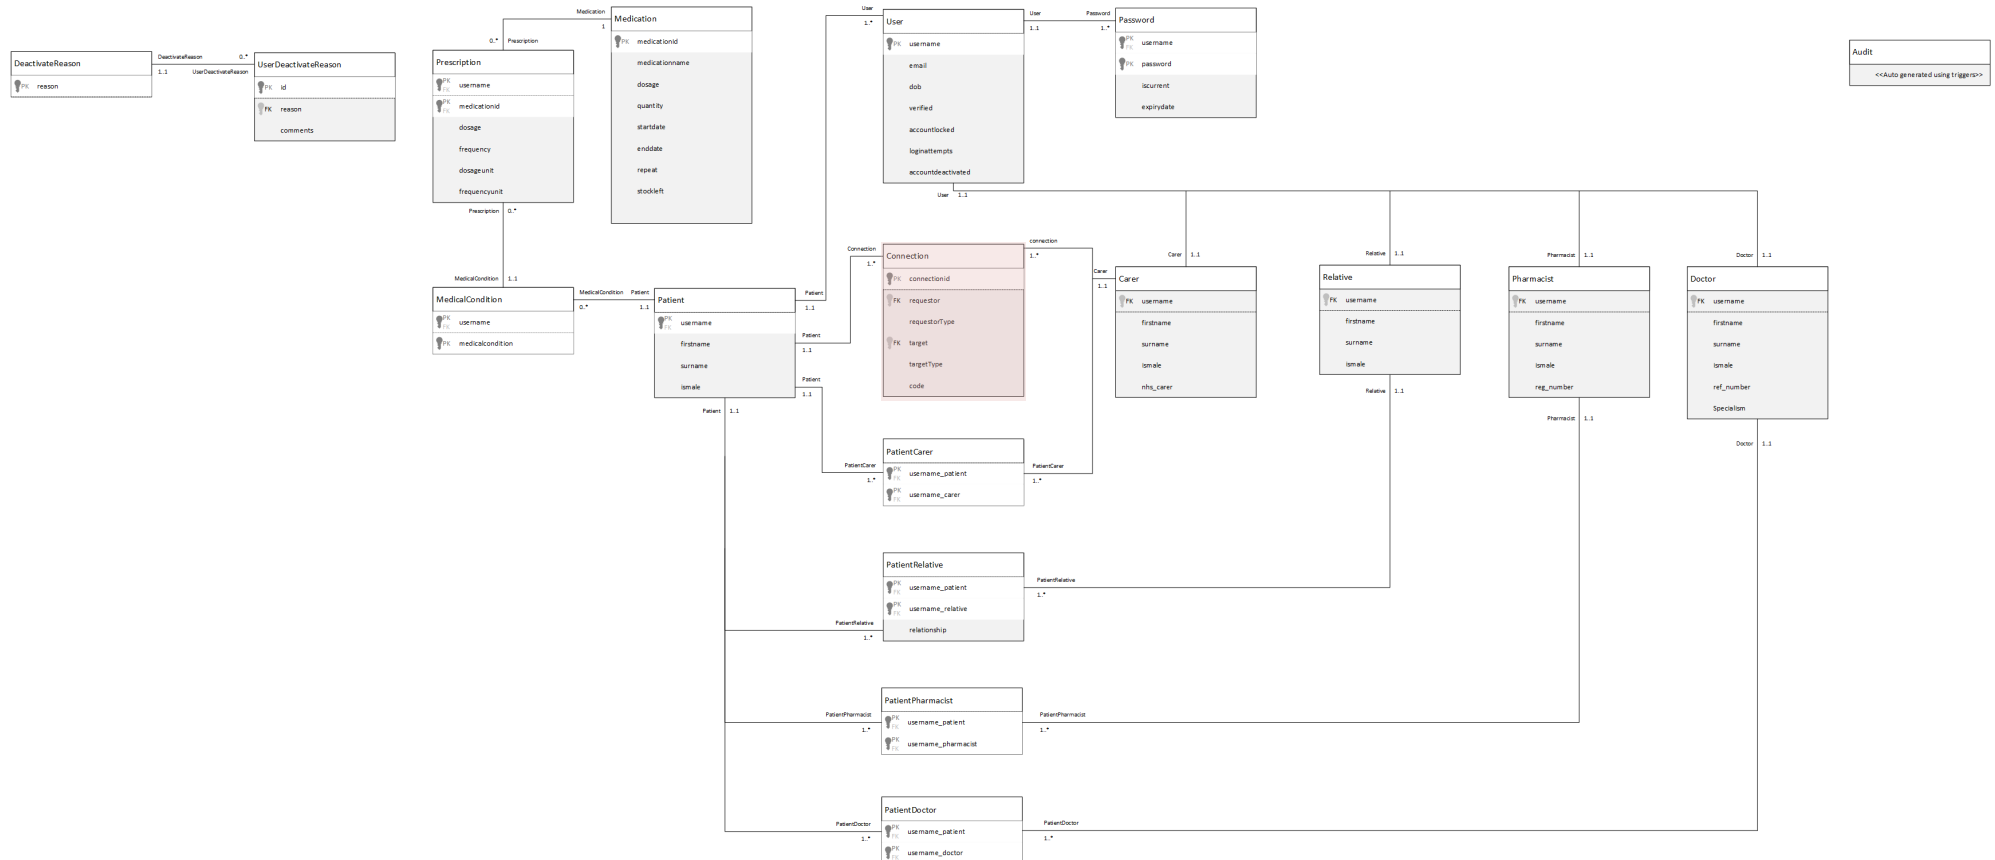 DeactivateReason
PK reason
DeactivateReason 0..*
1..1 UserDeactivateReason
UserDeactivateReason
PK id
FK reason
comments
Medication
1
0..* Prescription
Prescription
PK FK username
PK FK medicationid
dosage
frequency
dosageunit
frequencyunit
Prescription 0..*
MedicalCondition 1..1
Medication
PK medicationid
medicationname
dosage
quantity
startdate
enddate
repeat
stockleft
User
1..*
User
PK username
email
dob
verified
accountlocked
loginattempts
accountdeactivated
User 1..1
User Password
1..1 1..*
Password
PK FK username
PK password
iscurrent
expirydate
Audit
<<Auto generated using triggers>>
MedicalCondition
PK FK username
PK medicalcondition
MedicalCondition Patient
0..* 1..1
Patient
PK FK username
firstname
surname
ismale
Patient
1..1
Patient
1..1
Patient
1..1
Patient 1..1
Connection
1..*
Connection
PK connectionid
FK requestor
requestorType
FK target
targetType
code
connection
1..*
Carer
1..1
Carer 1..1
Carer
FK username
firstname
surname
ismale
nhs_carer
Relative 1..1
Relative
FK username
firstname
surname
ismale
Relative 1..1
Pharmacist 1..1
Pharmacist
FK username
firstname
surname
ismale
reg_number
Pharmacist 1..1
Doctor 1..1
Doctor
FK username
firstname
surname
ismale
ref_number
Specialism
Doctor 1..1
PatientCarer
1..*
PatientCarer
PK FK username_patient
PK FK username_carer
PatientCarer
1..*
PatientRelative
PK FK username_patient
PK FK username_relative
relationship
PatientRelative
1..*
PatientRelative
1..*
PatientPharmacist
PK FK username_patient
PK FK username_pharmacist
PatientPharmacist
1..*
PatientPharmacist
1..*
PatientDoctor
PK FK username_patient
PK FK username_doctor
PatientDoctor
1..*
PatientDoctor
1..*